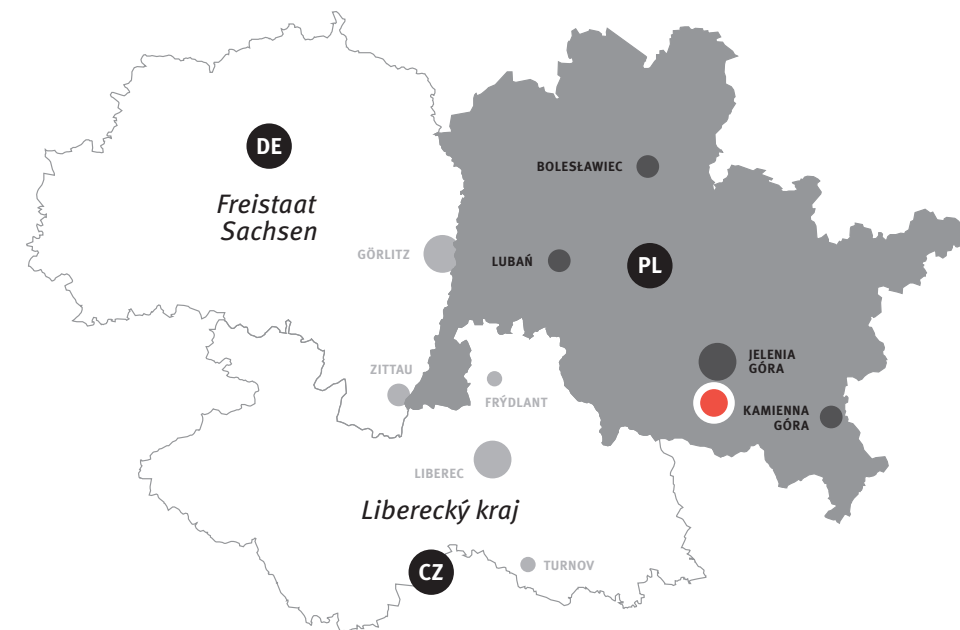 DE
Freistaat
Sachsen
BOLESŁAWIEC
GÖRLITZ
LUBAŃ
PL
JELENIA
GÓRA
ZITTAU
FRÝDLANT
KAMIENNA
GÓRA
LIBEREC
Liberecký kraj
CZ
TURNOV